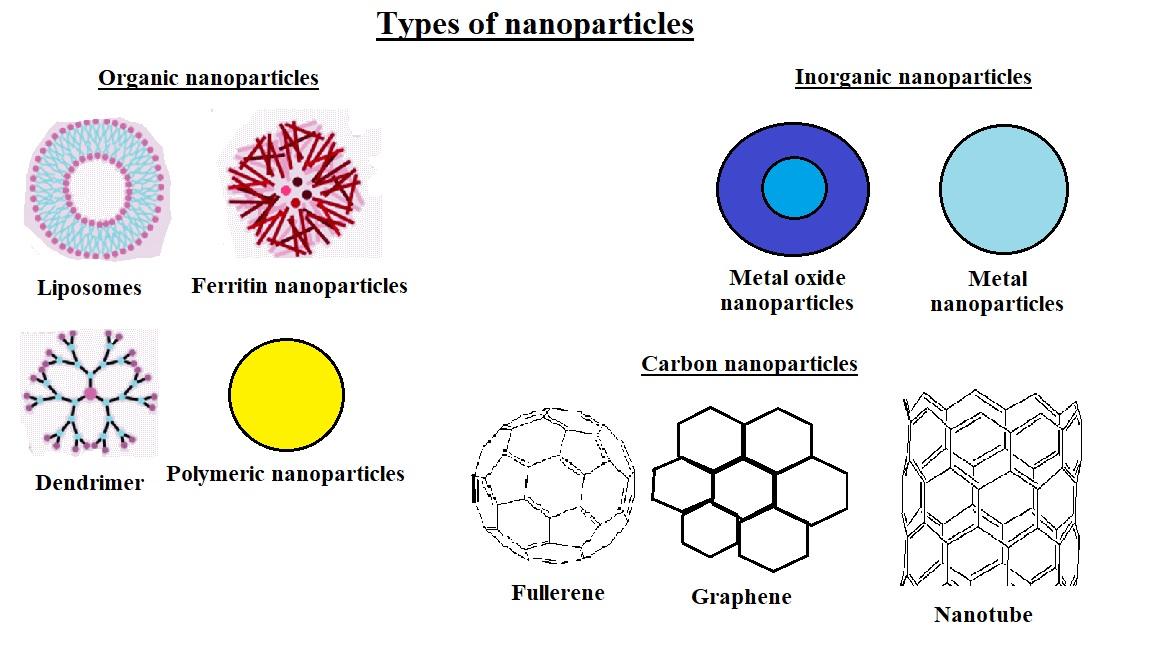 Types of nanoparticles
Organic nanoparticles
Inorganic nanoparticles
Liposomes
Ferritin nanoparticles
Metal oxide
nanoparticles
Metal
nanoparticles
Dendrimer
Polymeric nanoparticles
Carbon nanoparticles
Fullerene
Graphene
Nanotube